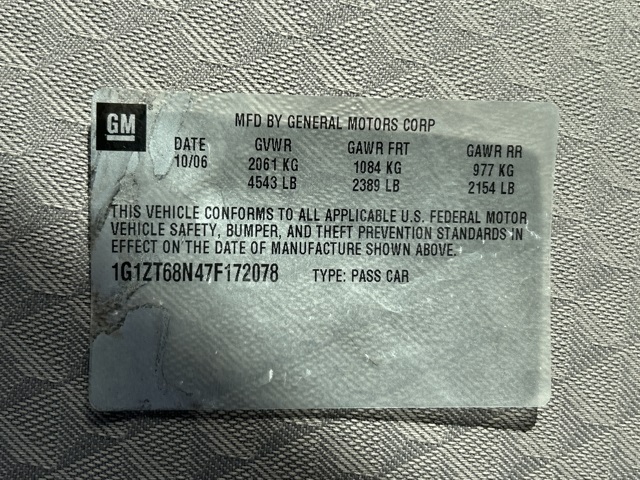 GM
MFD BY GENERAL MOTORS CORP
DATE GVWR GAWR FRT GAWR RR
10/06 2061 KG 1084 KG 977 KG
4543 LB 2389 LB 2154 LB
THIS VEHICLE CONFORMS TO ALL APPLICABLE U.S. FEDERAL MOTOR
VEHICLE SAFETY, BUMPER, AND THEFT PREVENTION STANDARDS IN
EFFECT ON THE DATE OF MANUFACTURE SHOWN ABOVE.
1G1ZT68N47F172078 TYPE: PASS CAR